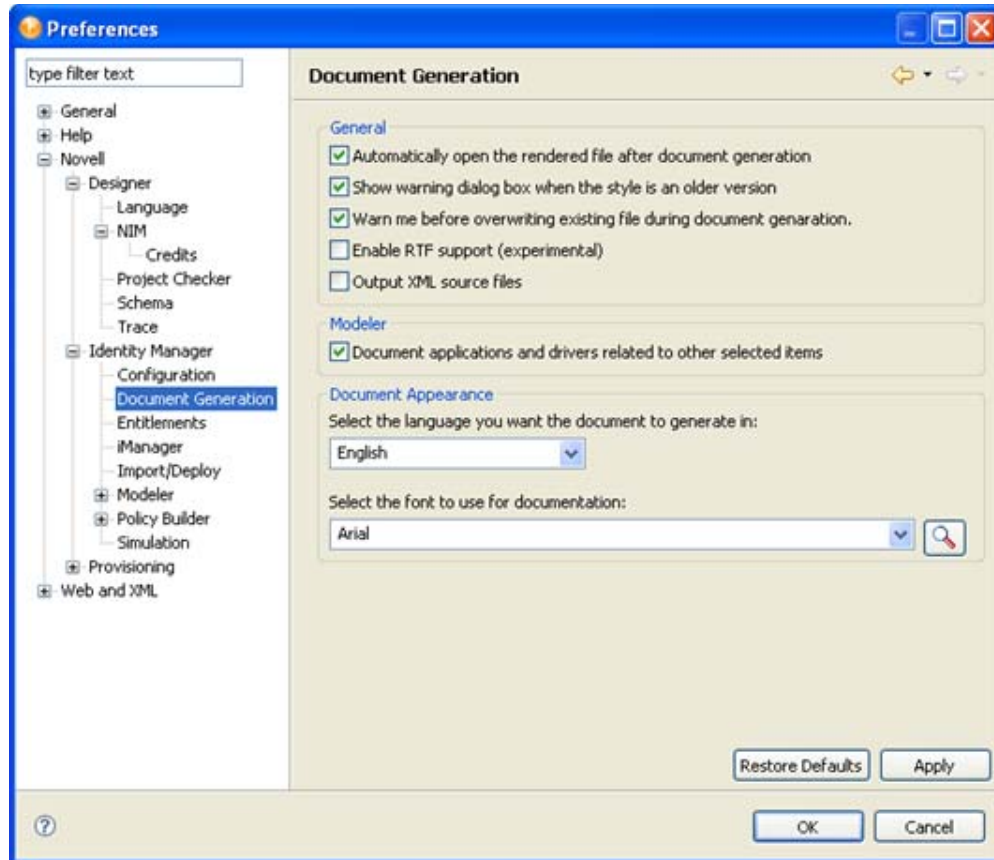 Preferences
type filter text
General
Help
Novell
Designer
Language
NIM
Credits
Project Checker
Schema
Trace
Identity Manager
Configuration
Document Generation
Entitlements
iManager
Import/Deploy
Modeler
Policy Builder
Simulation
Provisioning
Web and XML
Document Generation
General
Automatically open the rendered file after document generation
Show warning dialog box when the style is an older version
Warn me before overwriting existing file during document genaration.
Enable RTF support (experimental)
Output XML source files
Modeler
Document applications and drivers related to other selected items
Document Appearance
Select the language you want the document to generate in:
English
Select the font to use for documentation:
Arial
Restore Defaults
Apply
?
OK
Cancel